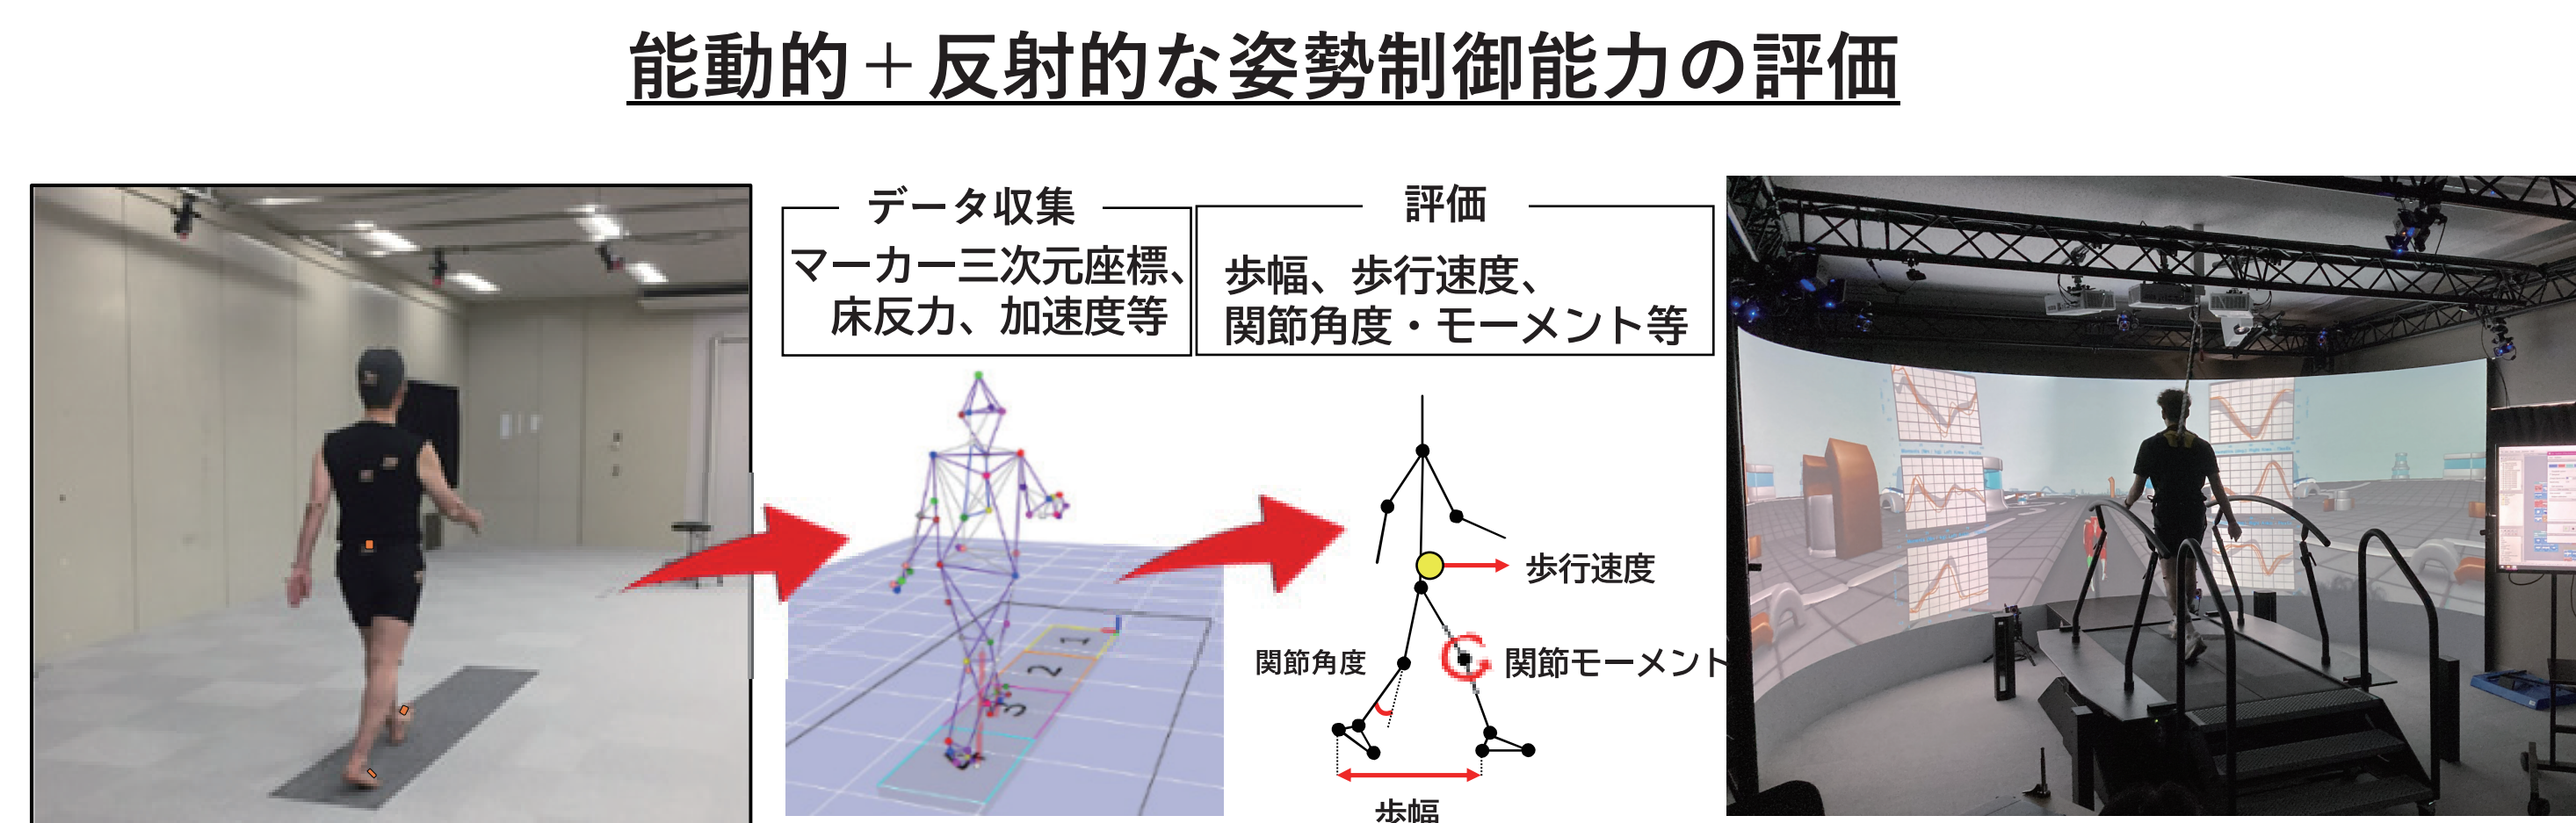 能動的＋反射的な姿勢制御能力の評価
データ収集
マーカー三次元座標、
床反力、加速度等
評価
歩幅、歩行速度、
関節角度・モーメント等
歩行速度
関節角度
関節モーメント
歩幅
1
2
3